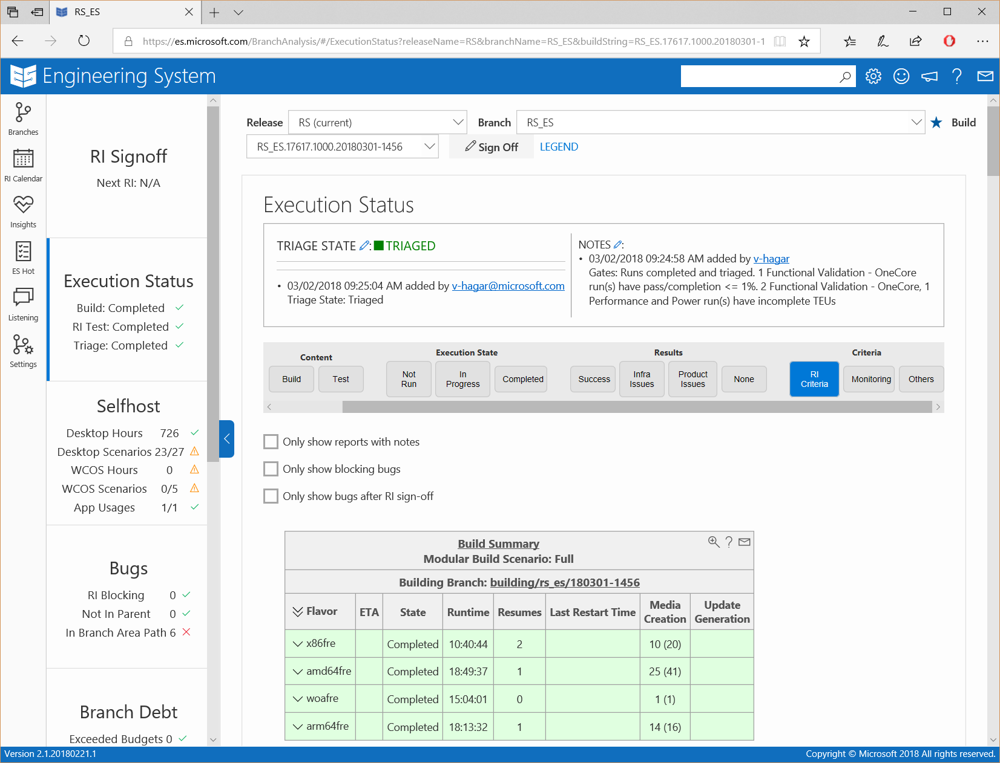 RS_ES
https://es.microsoft.com/BranchAnalysis/#/ExecutionStatus?releaseName=RS&branchName=RS_ES&buildString=RS_ES.17617.1000.20180301-1
Engineering System
Branches
RI Calendar
Insights
ES Hot
Listening
Settings
RI Signoff
Next RI: N/A
Execution Status
Build: Completed
RI Test: Completed
Triage: Completed
Selfhost
Desktop Hours 726
Desktop Scenarios 23/27
WCOS Hours 0
WCOS Scenarios 0/5
App Usages 1/1
Bugs
RI Blocking 0
Not In Parent 0
In Branch Area Path 6
Branch Debt
Exceeded Budgets 0
Release RS (current) Branch RS_ES Build
RS_ES.17617.1000.20180301-1456 Sign Off LEGEND
Execution Status
TRIAGE STATE : TRIAGED
• 03/02/2018 09:25:04 AM added by v-hagar@microsoft.com
Triage State: Triaged
NOTES :
• 03/02/2018 09:24:58 AM added by v-hagar
Gates: Runs completed and triaged. 1 Functional Validation - OneCore
run(s) have pass/completion <= 1%. 2 Functional Validation - OneCore, 1
Performance and Power run(s) have incomplete TEUs
Content
Build Test
Execution State
Not Run
In Progress
Completed
Results
Success
Infra Issues
Product Issues
None
Criteria
RI Criteria
Monitoring
Others
Only show reports with notes
Only show blocking bugs
Only show bugs after RI sign-off
Build Summary
Modular Build Scenario: Full
Building Branch: building/rs_es/180301-1456
Flavor ETA State Runtime Resumes Last Restart Time Media Creation Update Generation
x86fre Completed 10:40:44 2 10 (20)
amd64fre Completed 18:49:37 1 25 (41)
woafre Completed 15:04:01 0 1 (1)
arm64fre Completed 18:13:32 1 14 (16)
Version 2.1.20180221.1
Copyright © Microsoft 2018 All rights reserved.